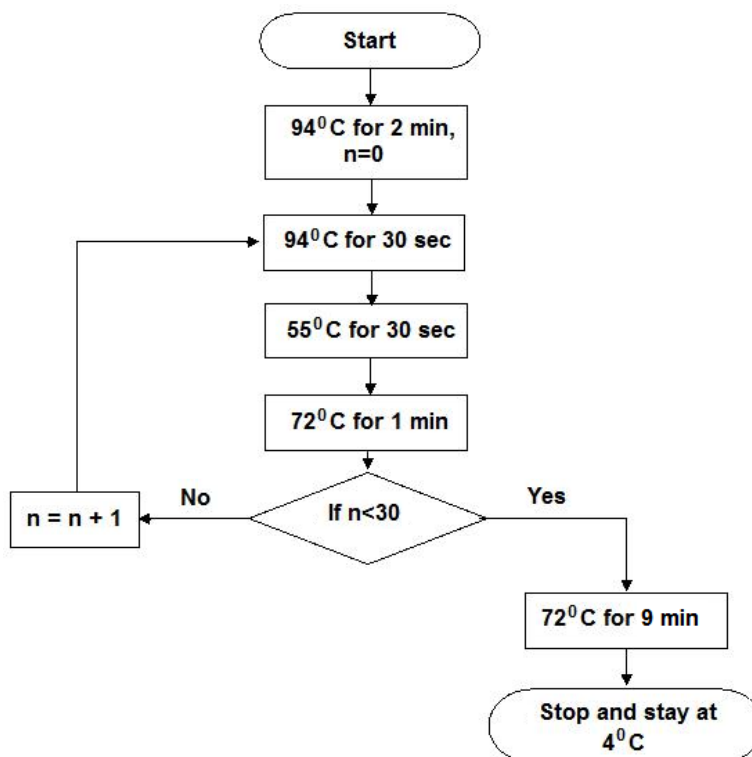 Start
94⁰C for 2 min,
n=0
94⁰C for 30 sec
55⁰C for 30 sec
72⁰C for 1 min
If n<30
No
Yes
n = n + 1
72⁰C for 9 min
Stop and stay at
4⁰C